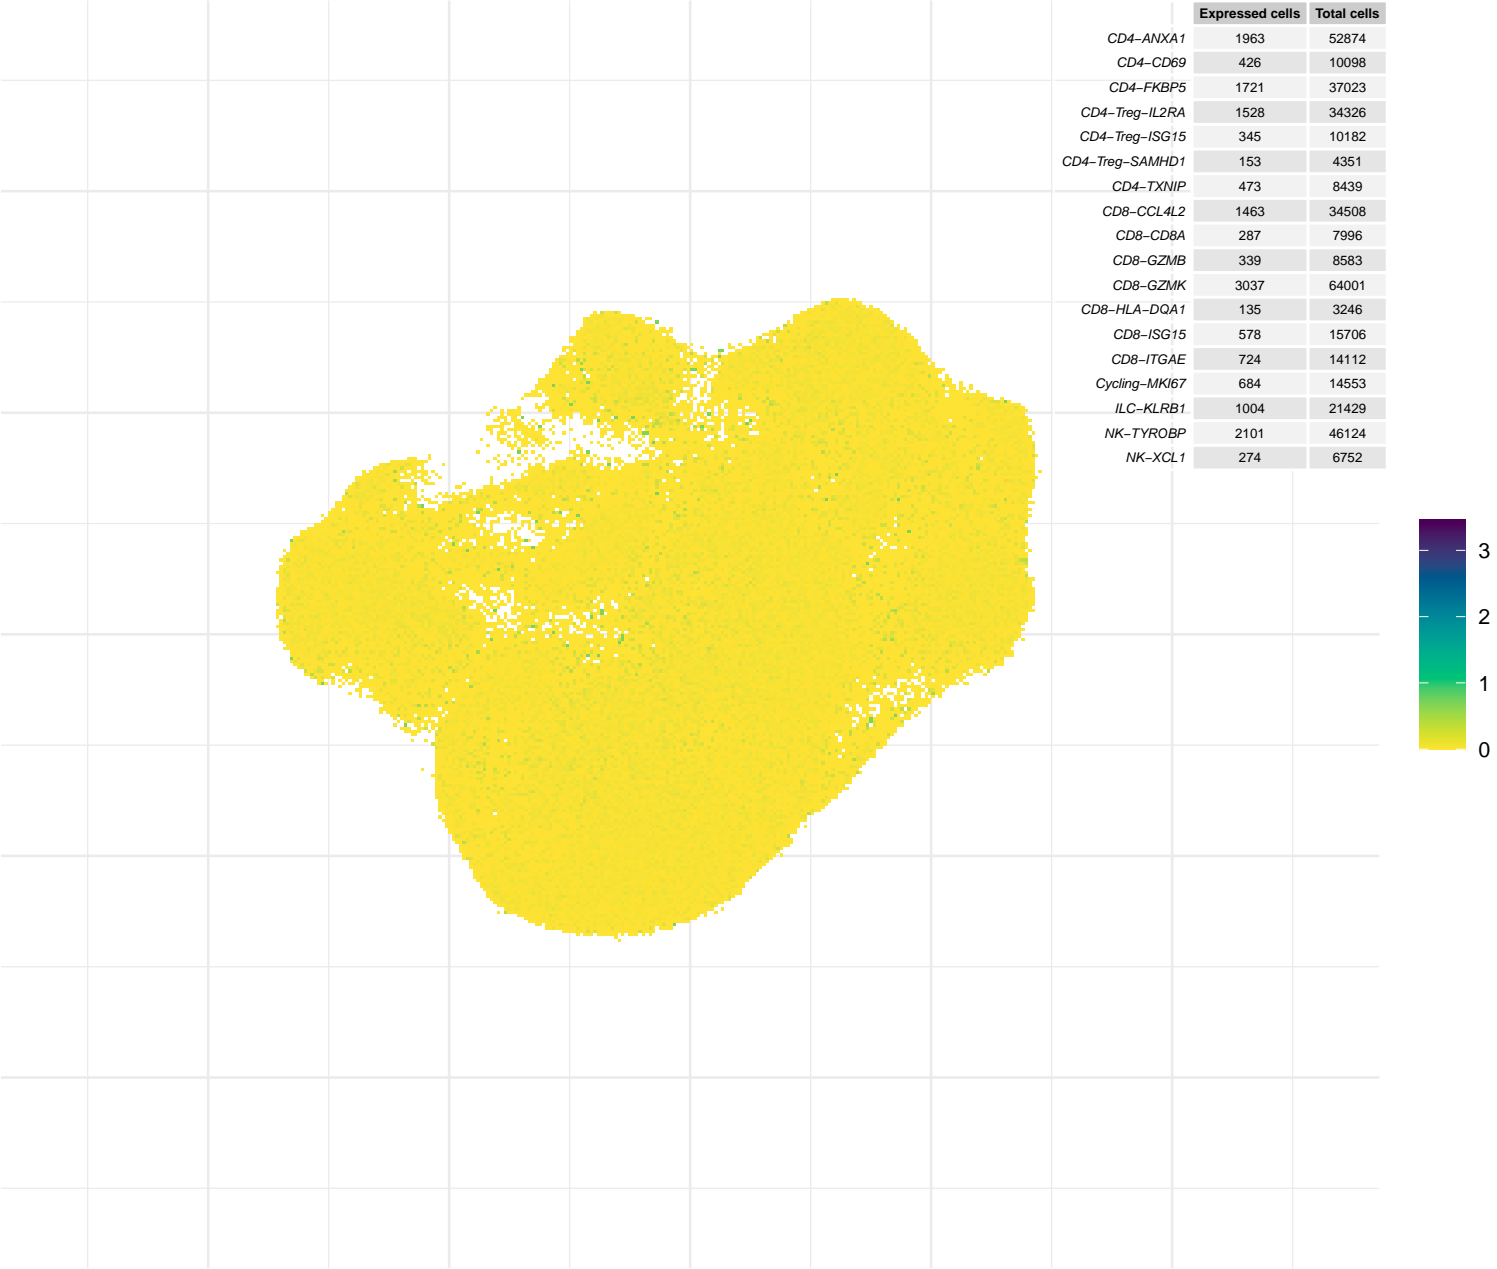 Expressed cells Total cells
CD4−ANXA1 1963 52874
CD4−CD69 426 10098
CD4−FKBP5 1721 37023
CD4−Treg−IL2RA 1528 34326
CD4−Treg−ISG15 345 10182
CD4−Treg−SAMHD1 153 4351
CD4−TXNIP 473 8439
CD8−CCL4L2 1463 34508
CD8−CD8A 287 7996
CD8−GZMB 339 8583
CD8−GZMK 3037 64001
CD8−HLA−DQA1 135 3246
CD8−ISG15 578 15706
CD8−ITGAE 724 14112
Cycling−MKI67 684 14553
ILC−KLRB1 1004 21429
NK−TYROBP 2101 46124
NK−XCL1 274 6752
3
2
1
0